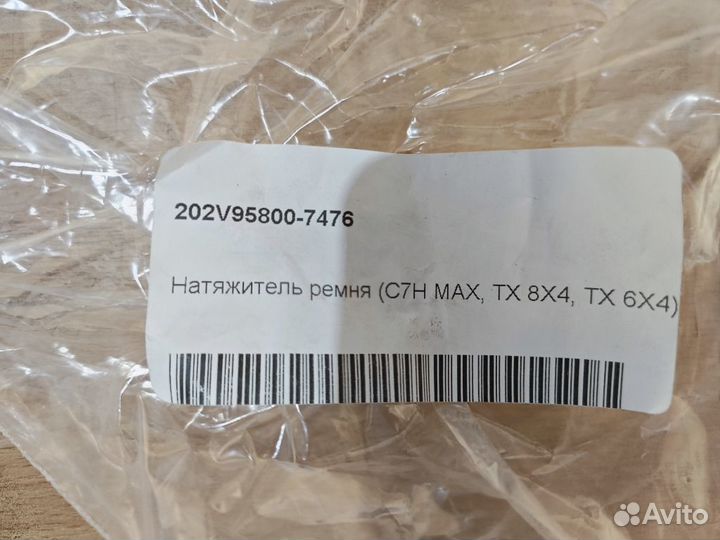 202V95800-7476
Натяжитель ремня (C7H MAX, TX 8X4, TX 6X4)
Avito